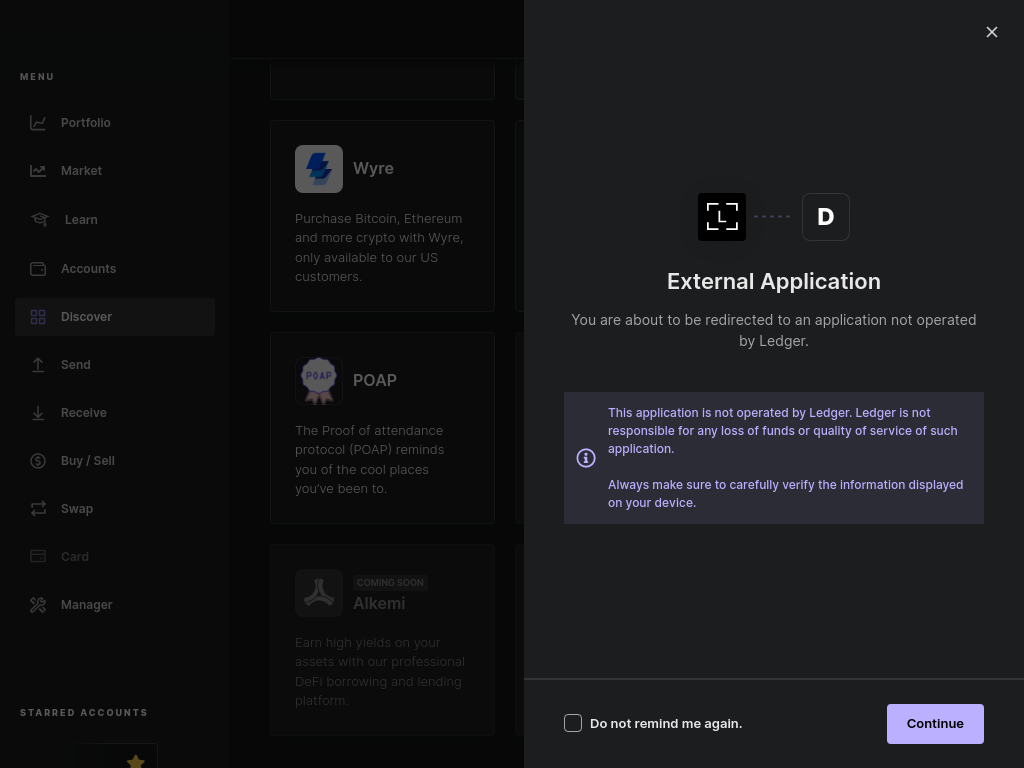 MENU
Portfolio
Market
Learn
Accounts
Discover
Send
Receive
Buy / Sell
Swap
Card
Manager
STARRED ACCOUNTS
Wyre
Purchase Bitcoin, Ethereum
and more crypto with Wyre,
only available to our US
customers.
POAP
POAP
The Proof of attendance
protocol (POAP) reminds
you of the cool places
you've been to.
COMING SOON
Alkemi
Earn high yields on your
assets with our professional
DeFi borrowing and lending
platform.
L
D
External Application
You are about to be redirected to an application not operated
by Ledger.
This application is not operated by Ledger. Ledger is not
responsible for any loss of funds or quality of service of such
application.
Always make sure to carefully verify the information displayed
on your device.
Do not remind me again.
Continue